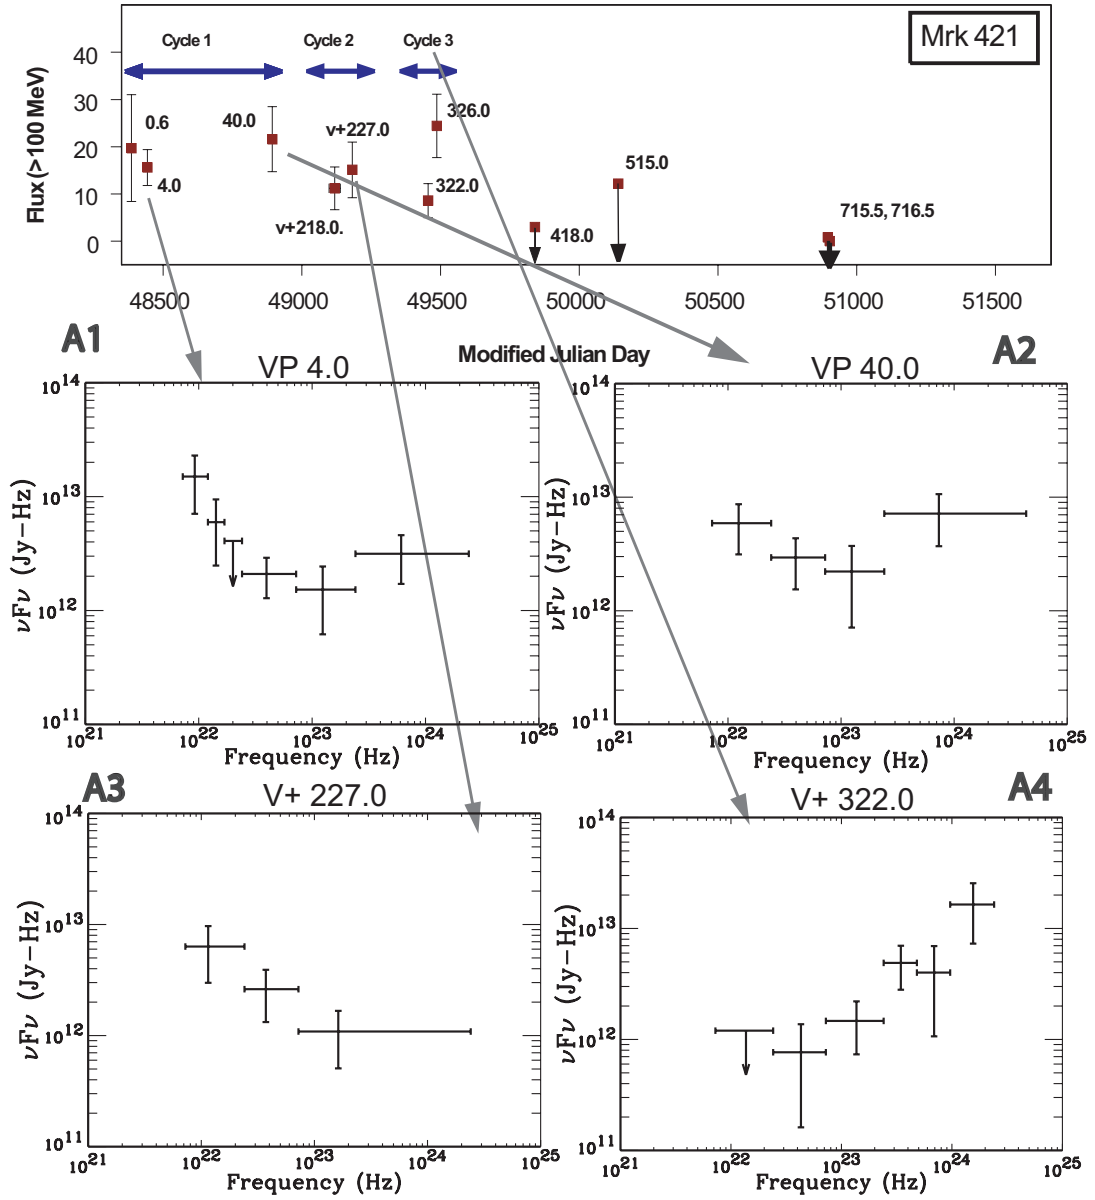 Mrk 421
Flux(>100 MeV)
40
30
20
10
0
Cycle 1
Cycle 2
Cycle 3
0.6
4.0
40.0
v+218.0.
v+227.0
322.0
326.0
418.0
515.0
715.5, 716.5
48500
49000
49500
50000
50500
51000
51500
Modified Julian Day
A1
VP 4.0
νFν (Jy−Hz)
10^14
10^13
10^12
10^11
10^21
10^22
10^23
10^24
10^25
Frequency (Hz)
A2
VP 40.0
νFν (Jy−Hz)
10^14
10^13
10^12
10^11
10^21
10^22
10^23
10^24
10^25
Frequency (Hz)
A3
V+ 227.0
νFν (Jy−Hz)
10^14
10^13
10^12
10^11
10^21
10^22
10^23
10^24
10^25
Frequency (Hz)
A4
V+ 322.0
νFν (Jy−Hz)
10^14
10^13
10^12
10^11
10^21
10^22
10^23
10^24
10^25
Frequency (Hz)